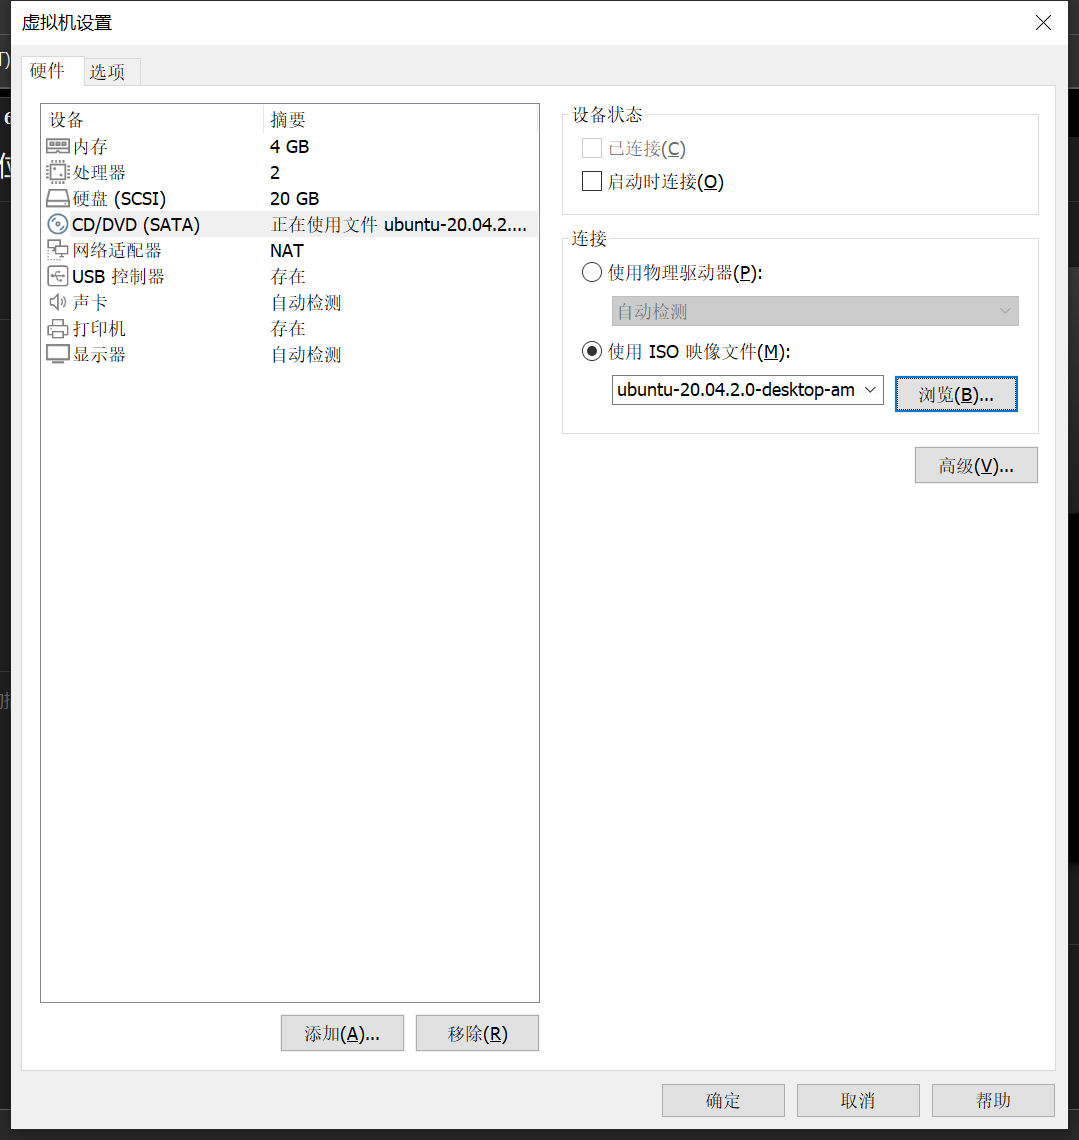 虚拟机设置
硬件 选项
设备 摘要
内存 4 GB
处理器 2
硬盘 (SCSI) 20 GB
CD/DVD (SATA) 正在使用文件 ubuntu-20.04.2....
网络适配器 NAT
USB 控制器 存在
声卡 自动检测
打印机 存在
显示器 自动检测
添加(A)... 移除(R)
设备状态
已连接(C)
启动时连接(O)
连接
使用物理驱动器(P):
自动检测
使用 ISO 映像文件(M):
ubuntu-20.04.2.0-desktop-am 浏览(B)...
高级(V)...
确定 取消 帮助